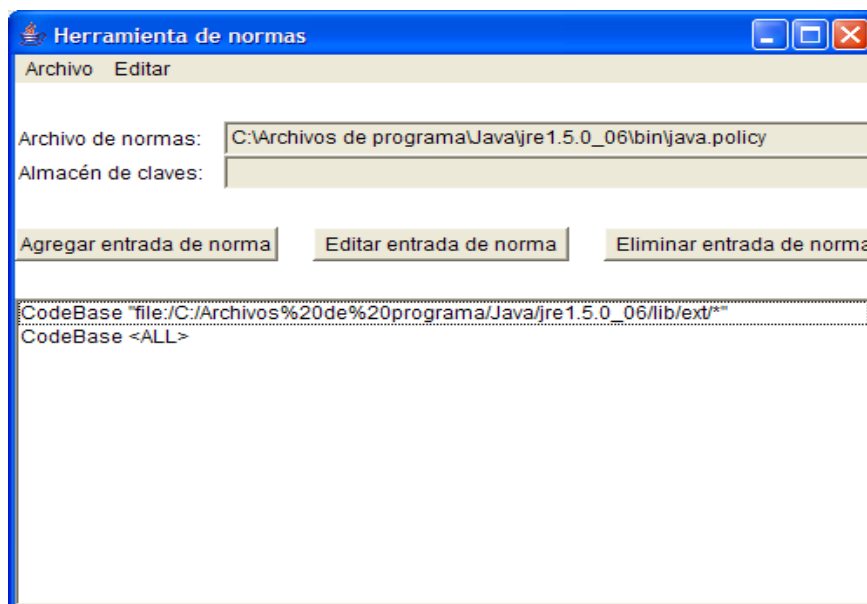 Herramienta de normas
Archivo Editar
Archivo de normas: C:\Archivos de programa\Java\jre1.5.0_06\bin\java.policy
Almacén de claves:
Agregar entrada de norma Editar entrada de norma Eliminar entrada de norma
CodeBase "file:/C:/Archivos%20de%20programa/Java/jre1.5.0_06/lib/ext/*"
CodeBase <ALL>